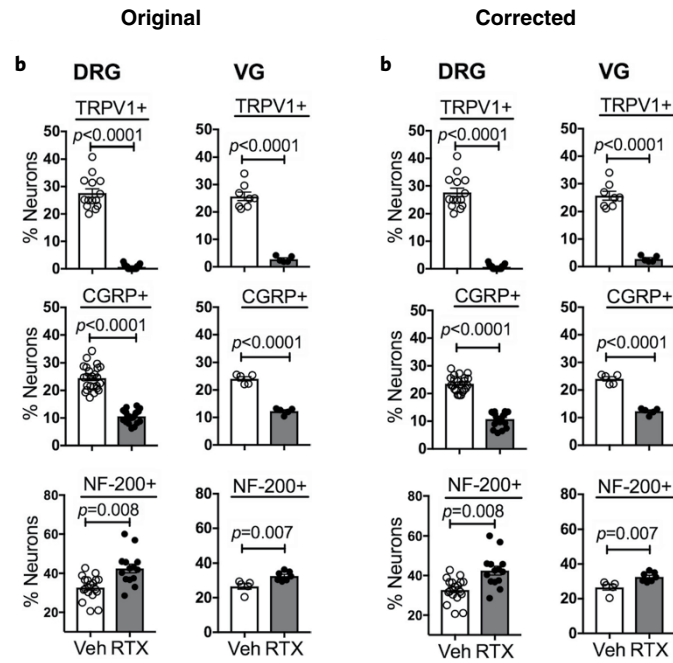 Original Corrected
b b
DRG VG DRG VG
TRPV1+ TRPV1+ TRPV1+ TRPV1+
p<0.0001 p<0.0001 p<0.0001 p<0.0001
50 50 50 50
40 40 40 40
30 30 30 30
20 20 20 20
10 10 10 10
0 0 0 0
% Neurons % Neurons
CGRP+ CGRP+ CGRP+ CGRP+
p<0.0001 p<0.0001 p<0.0001 p<0.0001
50 40 50 40
40 30 40 30
30 20 30 20
20 10 20 10
10 0 10 0
0 0
% Neurons % Neurons
NF-200+ NF-200+ NF-200+ NF-200+
p=0.008 p=0.007 p=0.008 p=0.007
80 80 80 80
60 60 60 60
40 40 40 40
20 20 20 20
0 0
% Neurons % Neurons
Veh RTX Veh RTX Veh RTX Veh RTX